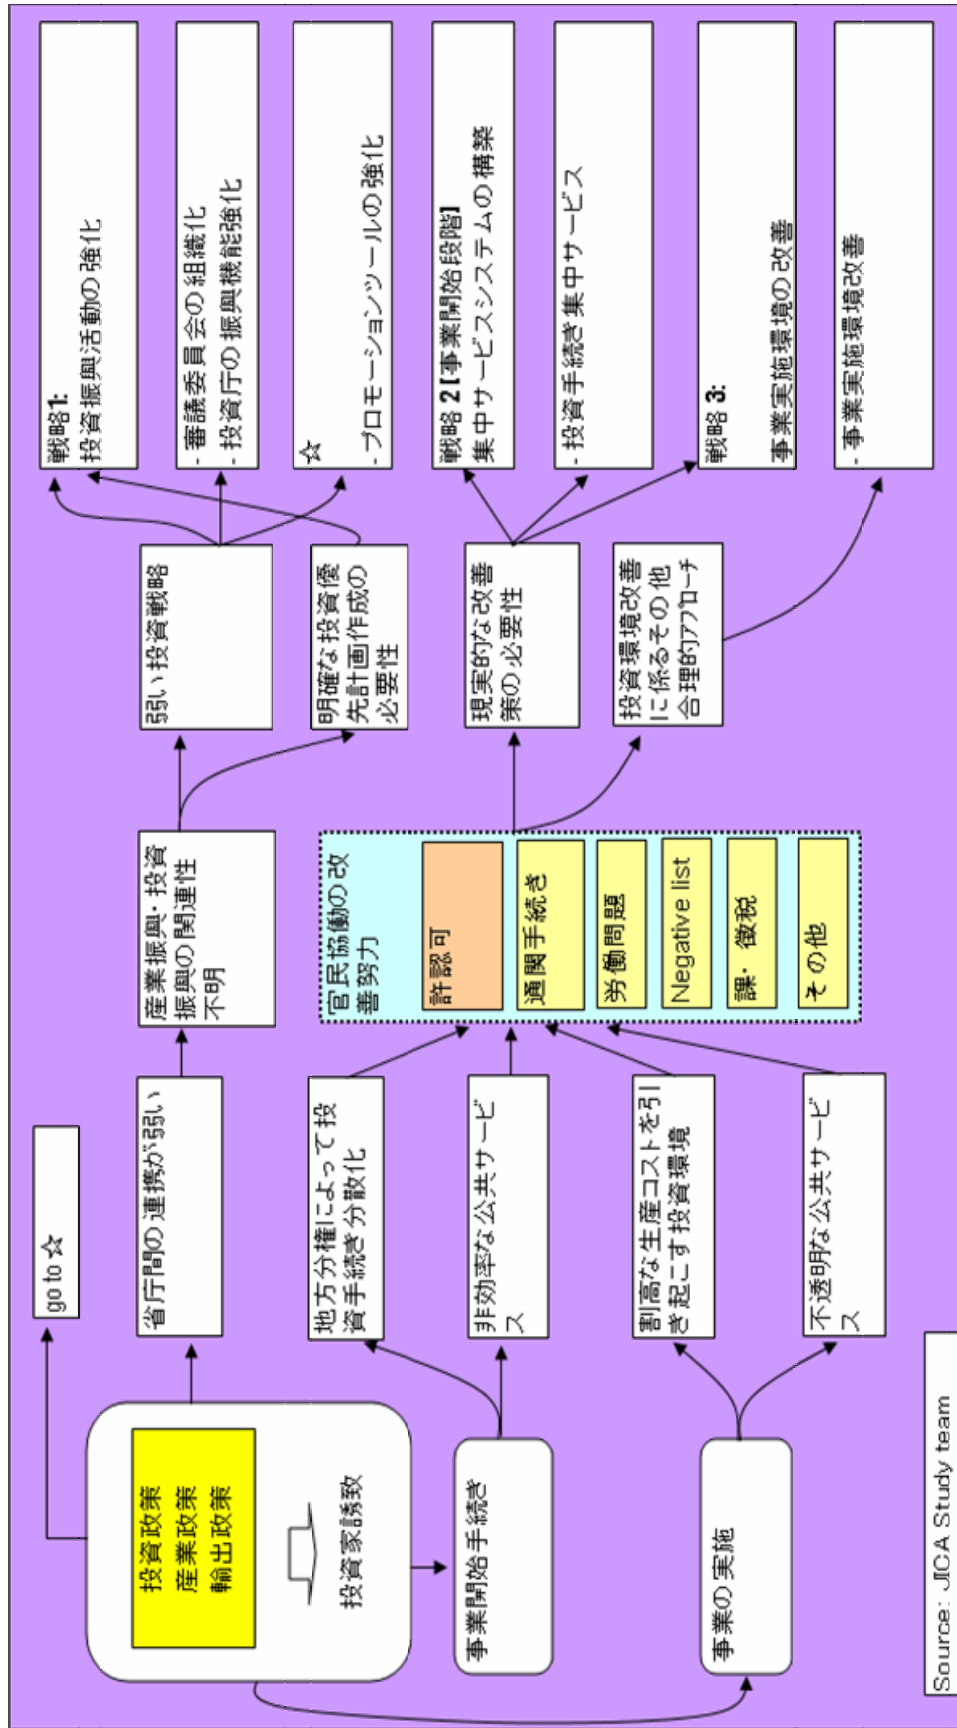 go to ☆
投資政策
産業政策
輸出政策
投資家誘致
事業開始手続き
事業の実施
省庁間の連携が弱い
地方分権によって投
資手続き分散化
非効率な公共サービ
ス
割高な生産コストを引
き起こす投資環境
不透明な公共サービ
ス
産業振興・投資
振興の関連性
不明
官民協働の改
善努力
許認可
通関手続き
労働問題
Negative list
課・徴税
その他
弱い投資戦略
明確な投資優
先計画作成の
必要性
現実的な改善
策の必要性
投資環境改善
に係るその他
合理的アプローチ
戦略1:
投資振興活動の強化
- 審議委員会の組織化
- 投資庁の振興機能強化
☆
- プロモーションツールの強化
戦略 2【事業開始段階】
集中サービスシステムの構築
- 投資手続き集中サービス
戦略 3:
事業実施環境の改善
- 事業実施環境改善
Source: JICA Study team